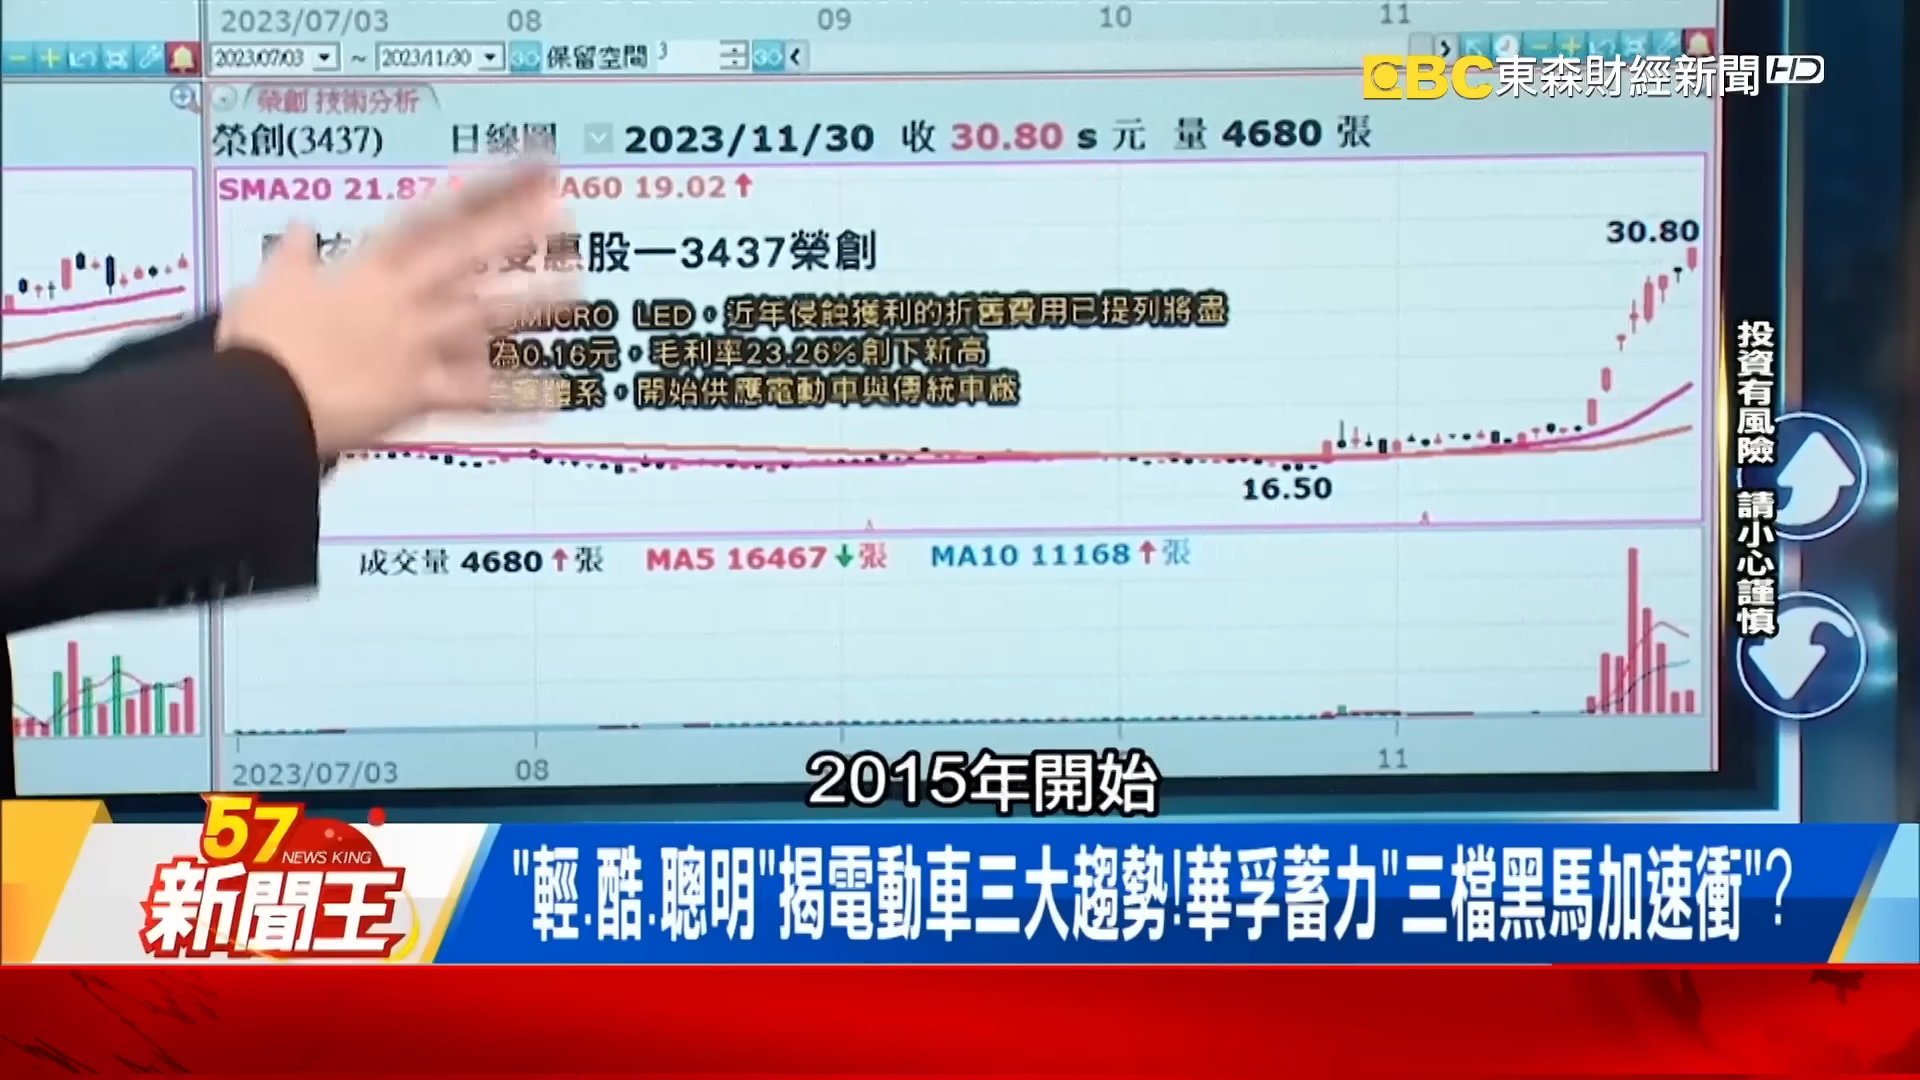 2023/07/03 08 09 10 11
2023/07/03 ~ 2023/11/30 保留空間 3
EBC 東森財經新聞 HD
榮創 技術分析
榮創(3437) 日線圖 2023/11/30 收 30.80 s 元 量 4680 張
SMA20 21.87 A60 19.02↑
受惠股—3437榮創
30.80
MICRO LED。近年侵蝕獲利的折舊費用已提列將盡
為0.16元。毛利率23.26%創下新高
體系。開始供應電動車與傳統車廠
16.50
成交量 4680↑張 MA5 16467↓張 MA10 11168↑張
2023/07/03 08 11
投資有風險 請小心謹慎
2015年開始
57
NEWS KING
新聞王
"輕.酷.聰明"揭電動車三大趨勢!華孚蓄力"三檔黑馬加速衝"?